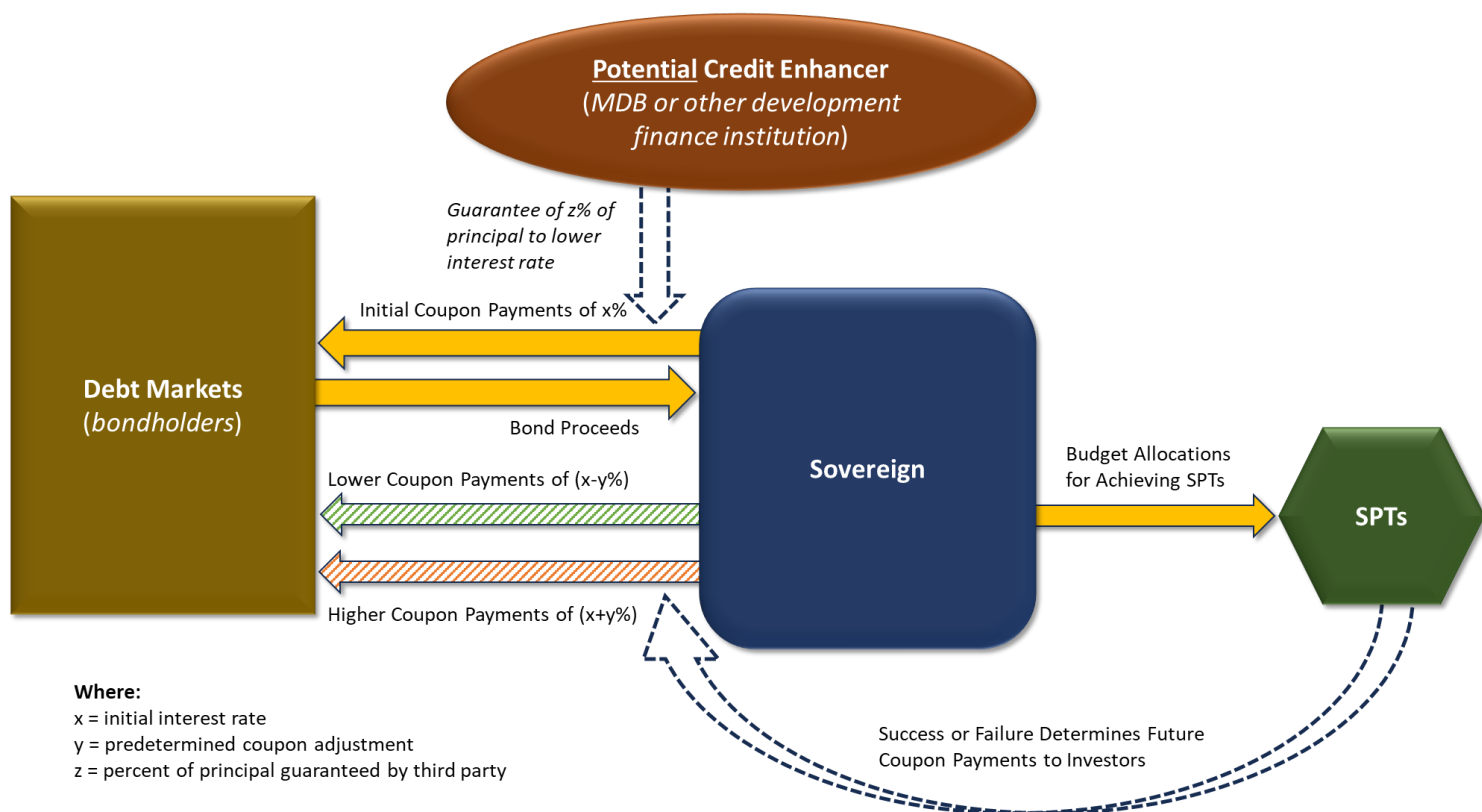 Potential Credit Enhancer
(MDB or other development
finance institution)
Guarantee of z% of
principal to lower
interest rate
Initial Coupon Payments of x%
Debt Markets
(bondholders)
Bond Proceeds
Lower Coupon Payments of (x-y%)
Higher Coupon Payments of (x+y%)
Sovereign
Budget Allocations
for Achieving SPTs
SPTs
Where:
x = initial interest rate
y = predetermined coupon adjustment
z = percent of principal guaranteed by third party
Success or Failure Determines Future
Coupon Payments to Investors